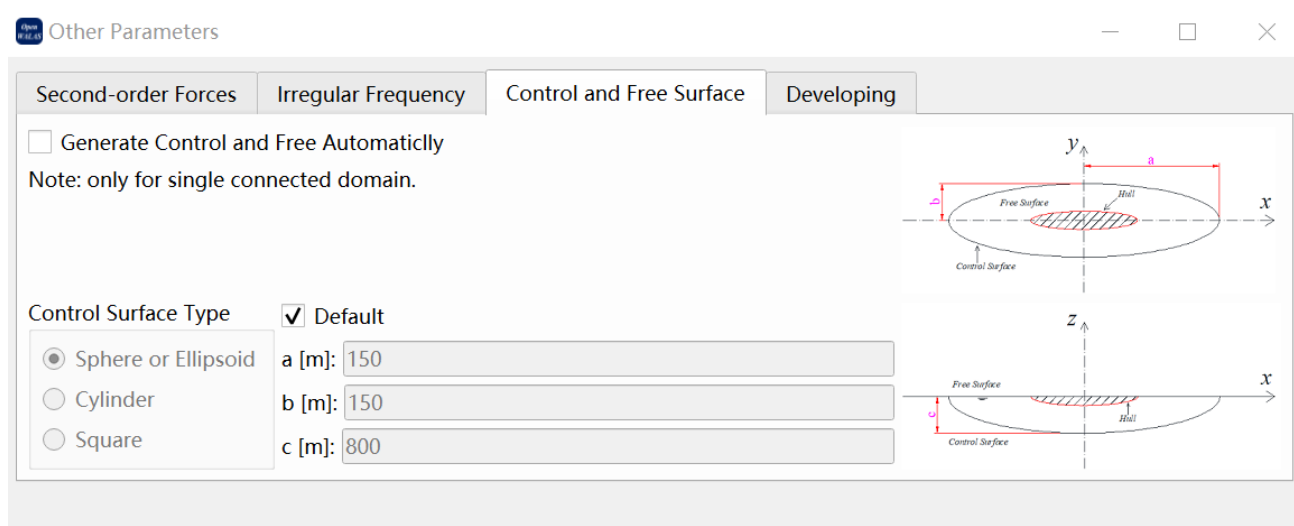 Open
WALAS
Other Parameters
Second-order Forces
Irregular Frequency
Control and Free Surface
Developing
Generate Control and Free Automaticlly
Note: only for single connected domain.
y
a
b
Free Surface
Hull
x
Control Surface
Control Surface Type
Default
Sphere or Ellipsoid
Cylinder
Square
a [m]: 150
b [m]: 150
c [m]: 800
z
Free Surface
x
c
Hull
Control Surface